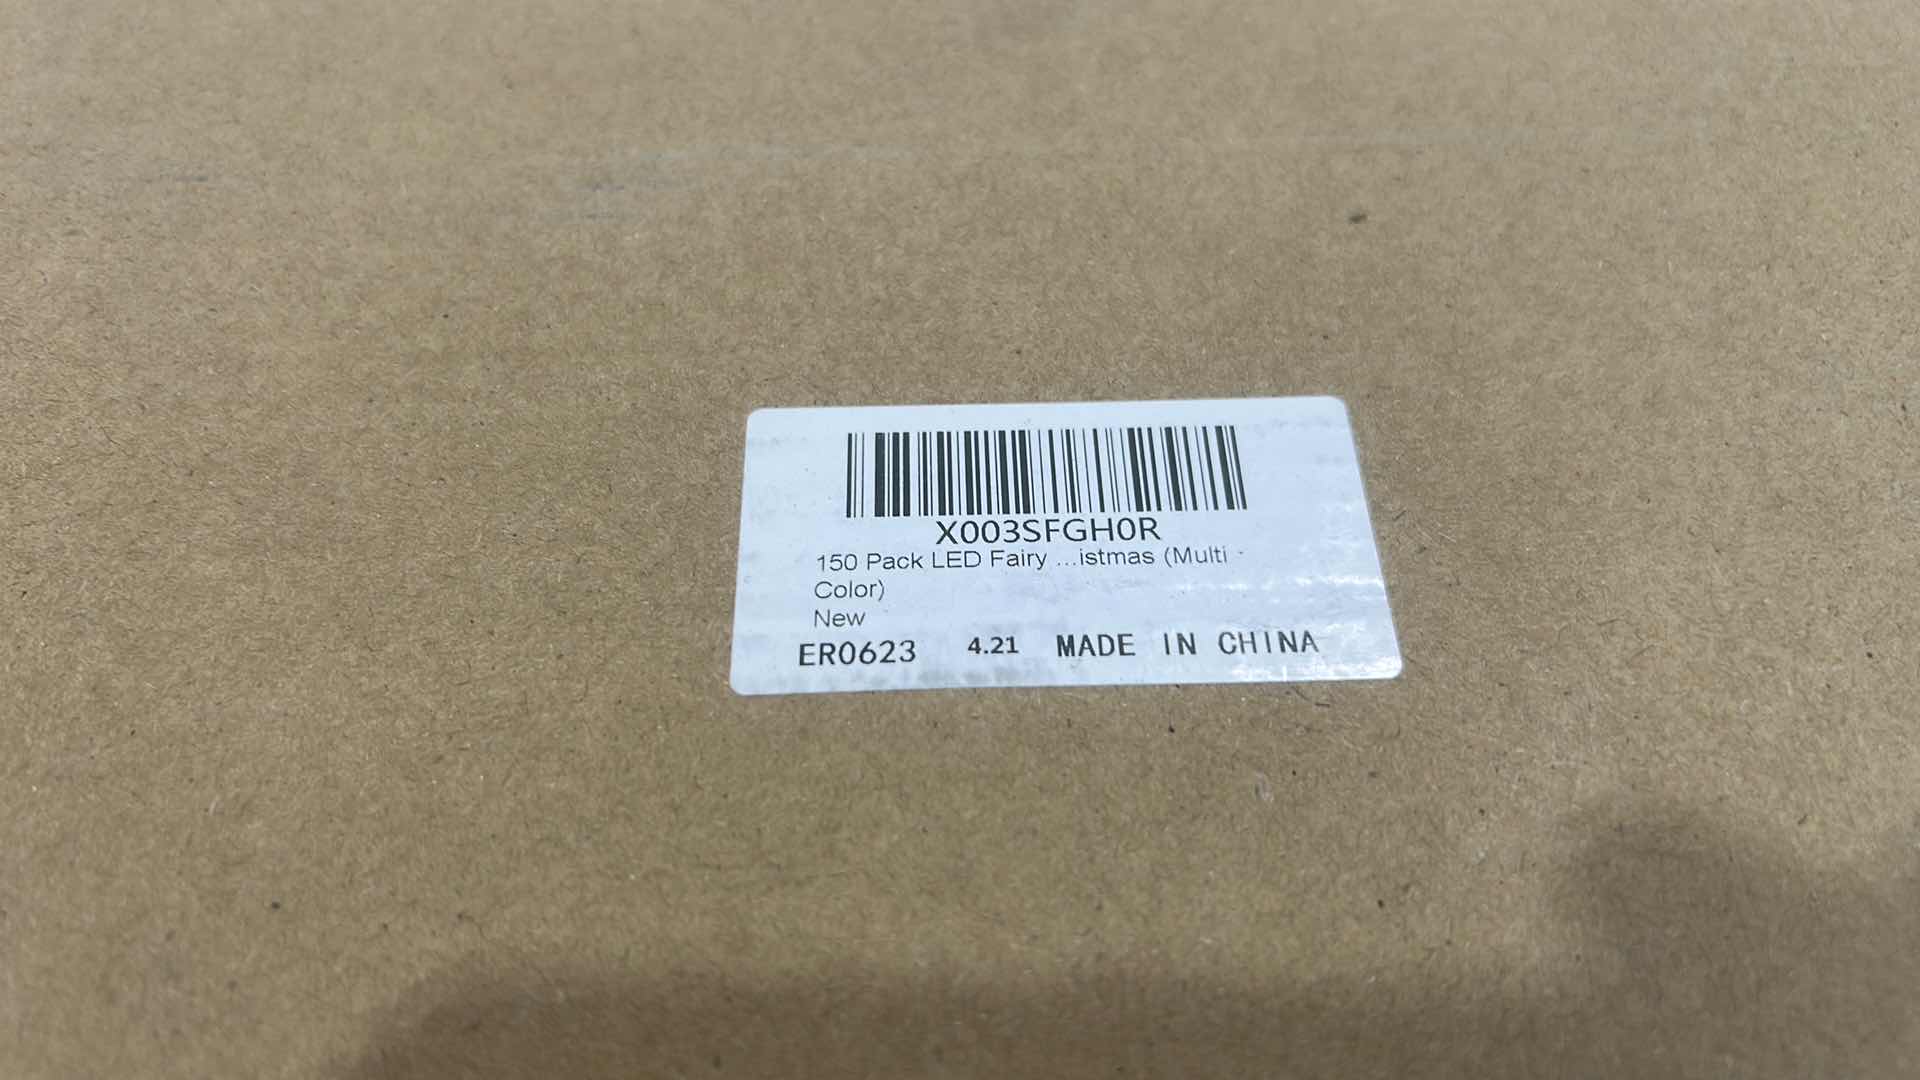 X003SFGH0R
150 Pack LED Fairy ...istmas (Multi
Color)
New
ER0623 4.21 MADE IN CHINA